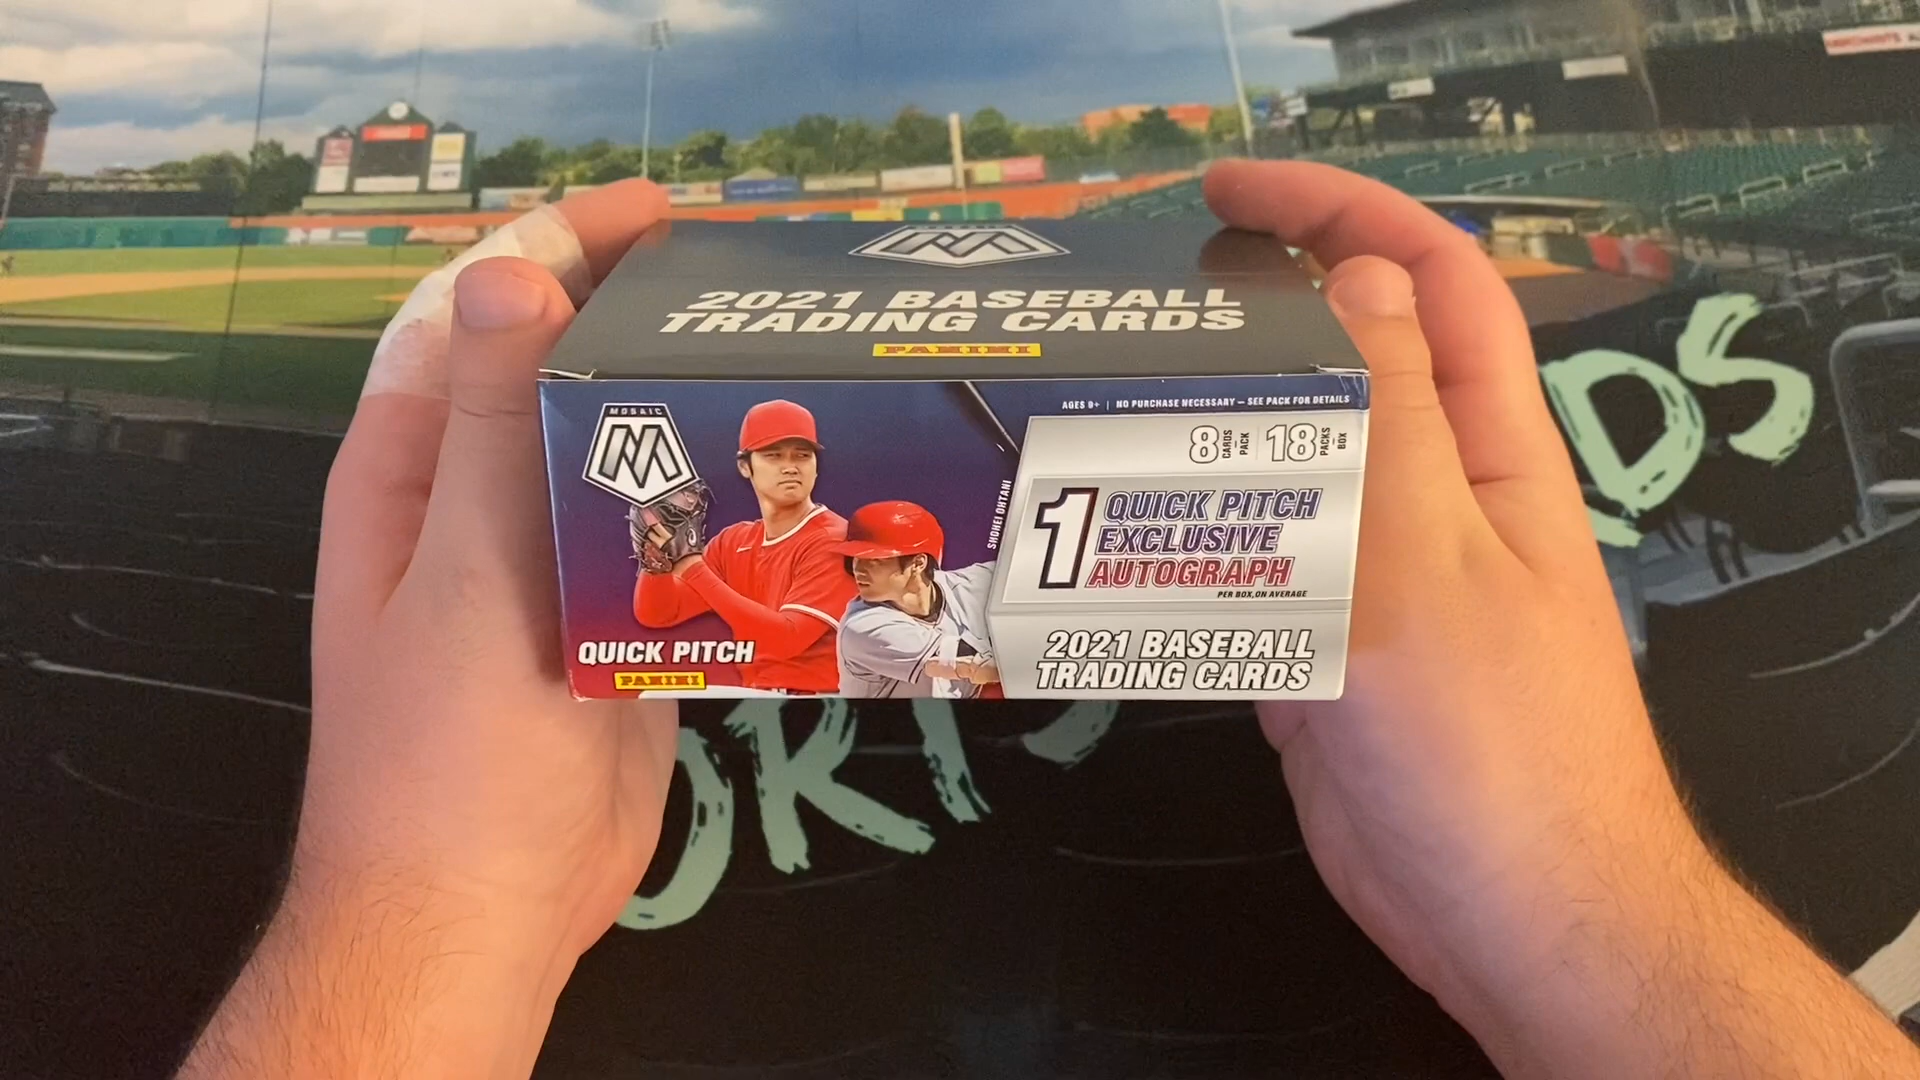 2021 BASEBALL
TRADING CARDS
PANINI
MOSAIC
AGES 9+ | NO PURCHASE NECESSARY – SEE PACK FOR DETAILS
8 CARDS PACK 18 PACKS BOX
SHOHEI OHTANI
1 QUICK PITCH
EXCLUSIVE
AUTOGRAPH
PER BOX, ON AVERAGE
QUICK PITCH
PANINI
2021 BASEBALL
TRADING CARDS
DS
ORTS